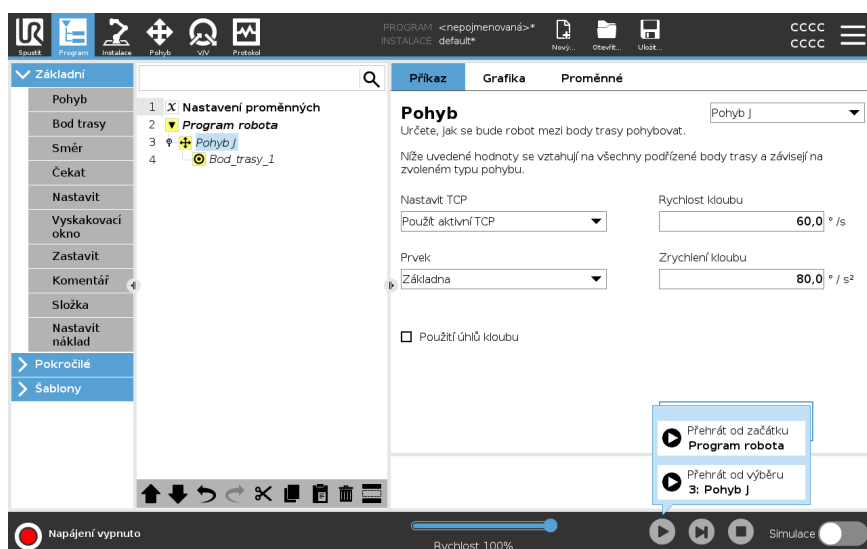 PROGRAM <nepojmenovaná>*
INSTALACE default*
CCCC
CCCC
Spustit
Program
Instalace
Pohyb
V/V
Protokol
Nový...
Otevřít...
Uložit...
Základní
Pohyb
Bod trasy
Směr
Čekat
Nastavit
Vyskakovací
okno
Zastavit
Komentář
Složka
Nastavit
náklad
Pokročilé
Šablony
1 X Nastavení proměnných
2 Program robota
3 Pohyb J
4 Bod_trasy_1
Příkaz Grafika Proměnné
Pohyb
Pohyb J
Určete, jak se bude robot mezi body trasy pohybovat.
Níže uvedené hodnoty se vztahují na všechny podřízené body trasy a závisejí na
zvoleném typu pohybu.
Nastavit TCP
Rychlost kloubu
Použít aktivní TCP
60,0 ° /s
Prvek
Zrychlení kloubu
Základna
80,0 ° / s²
Použití úhlů kloubu
Přehrát od začátku
Program robota
Přehrát od výběru
3: Pohyb J
Napájení vypnuto
Rychlost 100%
Simulace